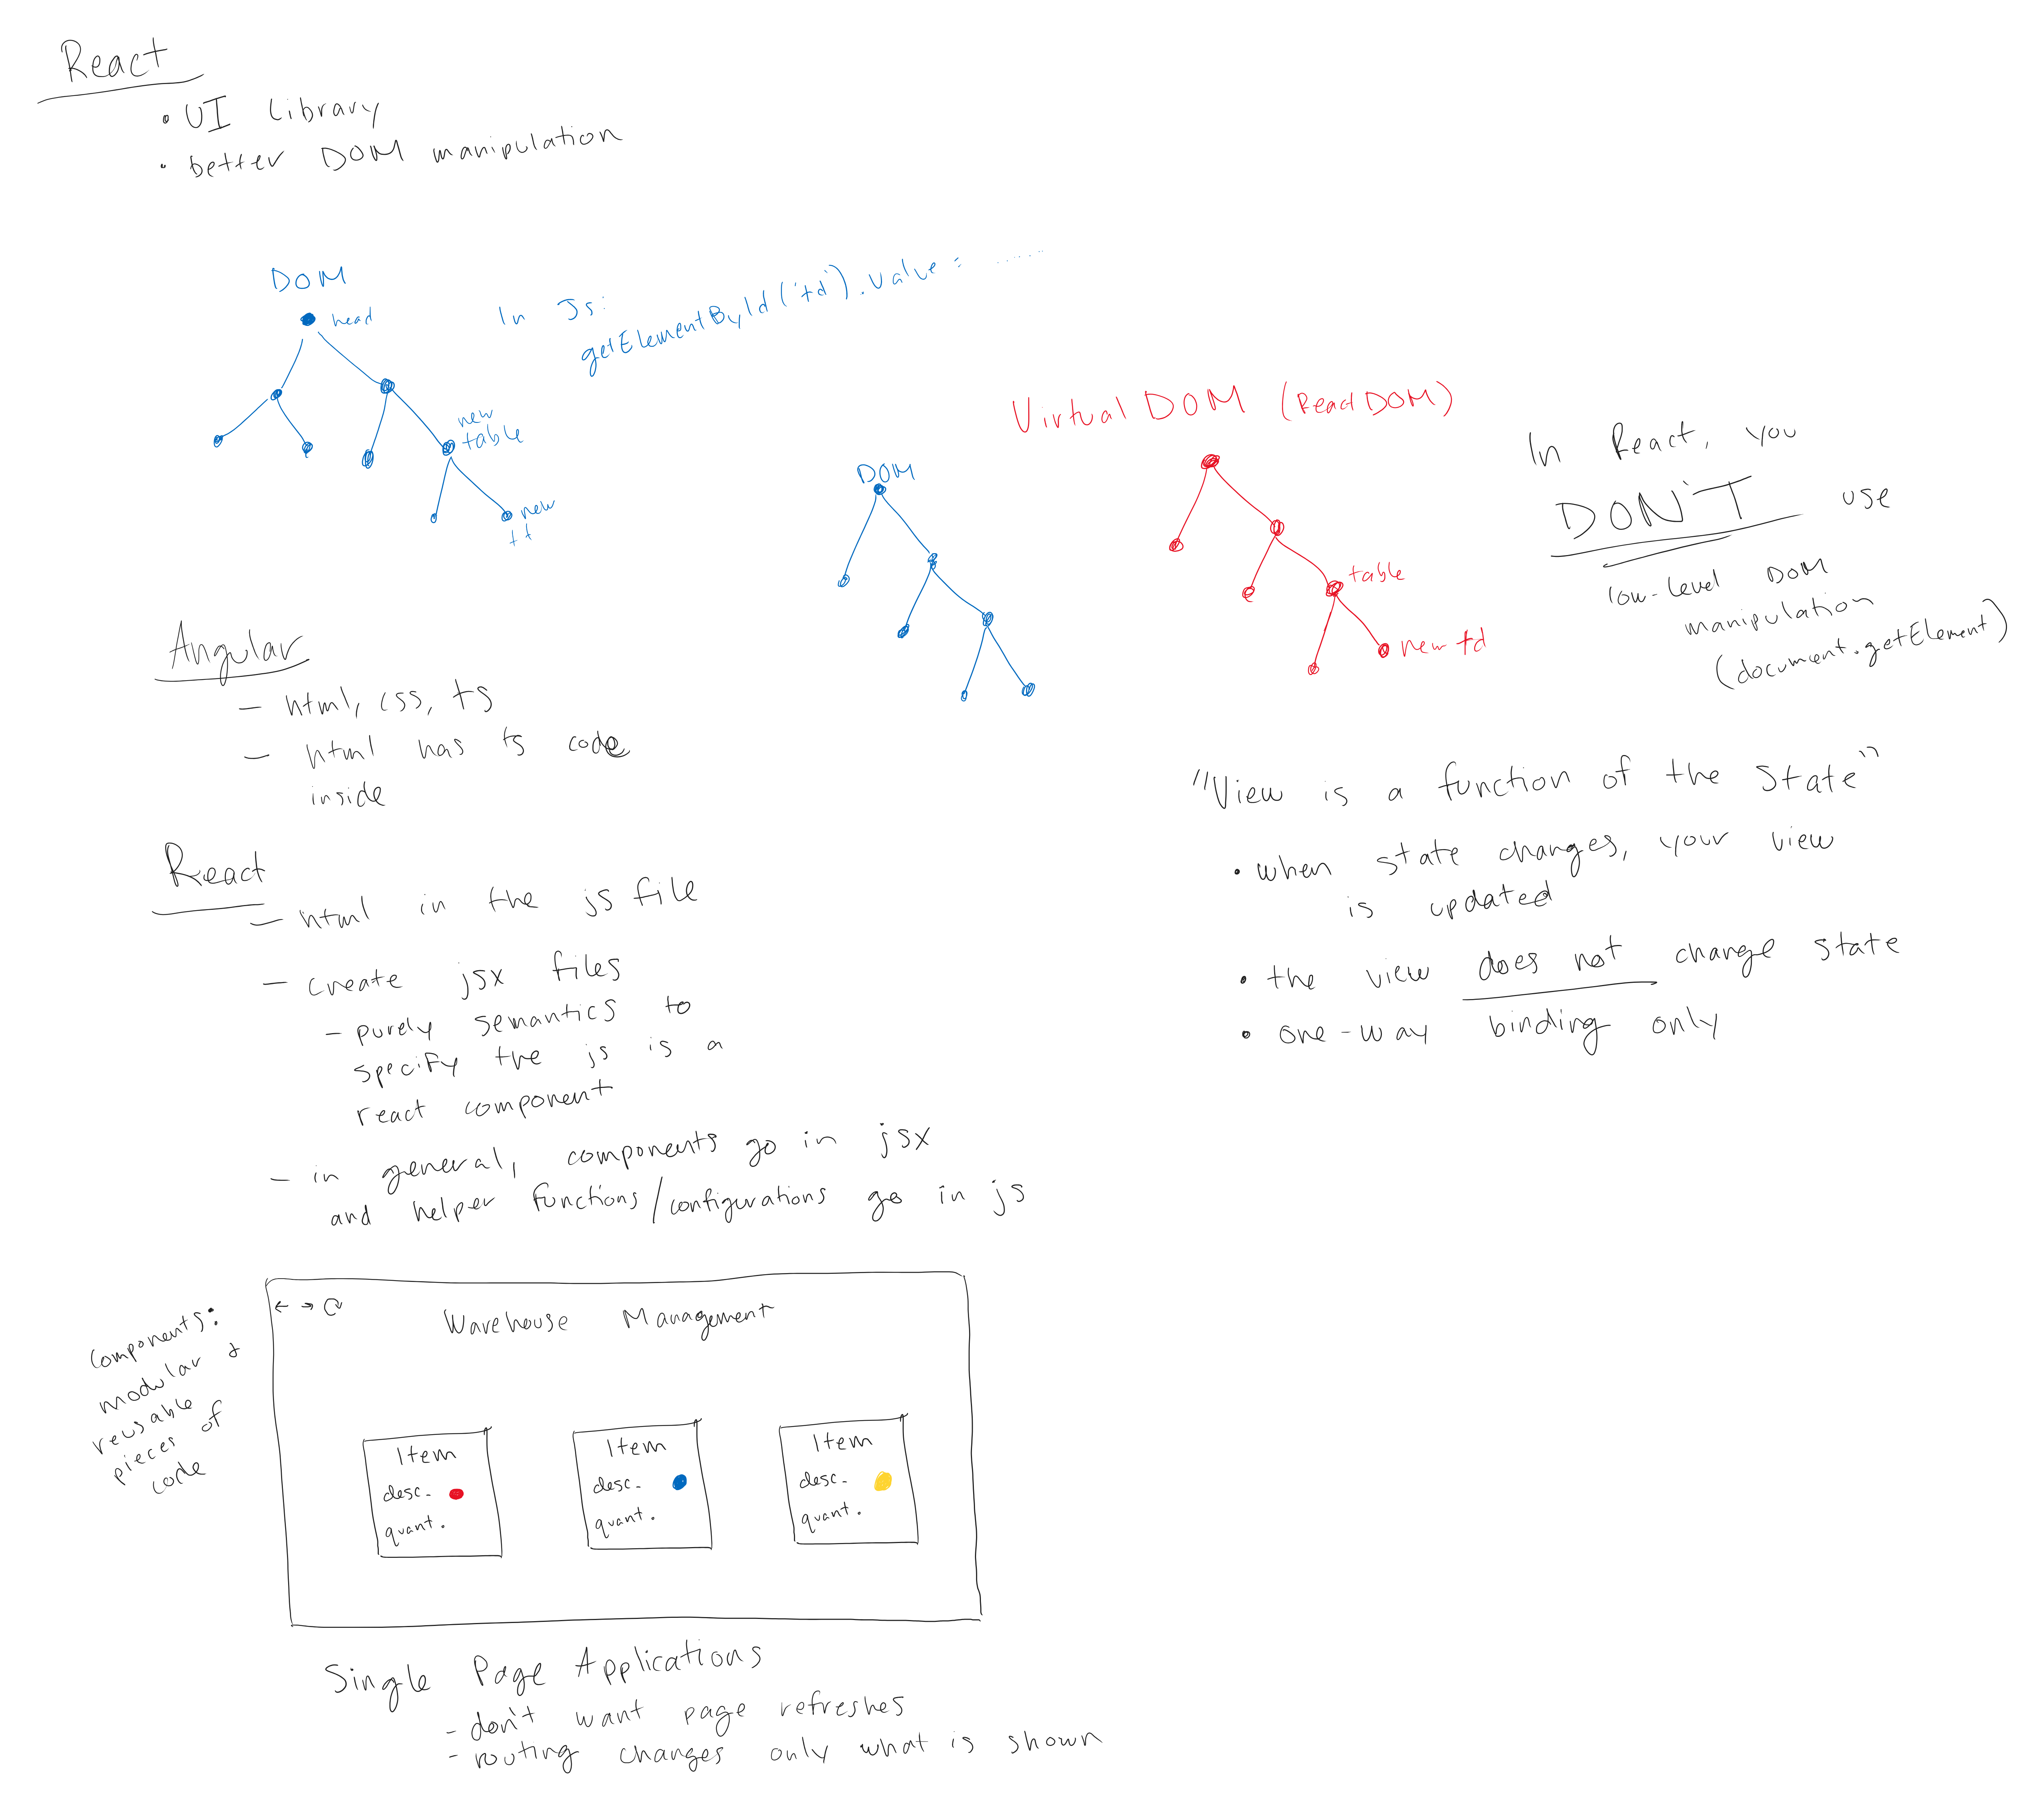 React
• UI Library
• better DOM manipulation
DOM
head
In Js:
getElementById('td').value = ......
new
table
new
Virtual DOM (React DOM)
DOM
table
new td
In React, you
DON'T use
low-level DOM
manipulation
(document.getElement)
Angular
- html, css, ts
- html has ts code
inside
React
- html in the js file
- create jsx files
- purely semantics to
specify the js is a
react component
- in general, components go in jsx
and helper functions/configurations go in js
"View is a function of the state"
• when state changes, your view
is updated
• the view does not change state
• one-way binding only
Components:
modular &
reusable
pieces of
code
Warehouse Management
Item
desc.
quant.
Item
desc.
quant.
Item
desc.
quant.
Single Page Applications
- don't want page refreshes
- routing changes only what is shown